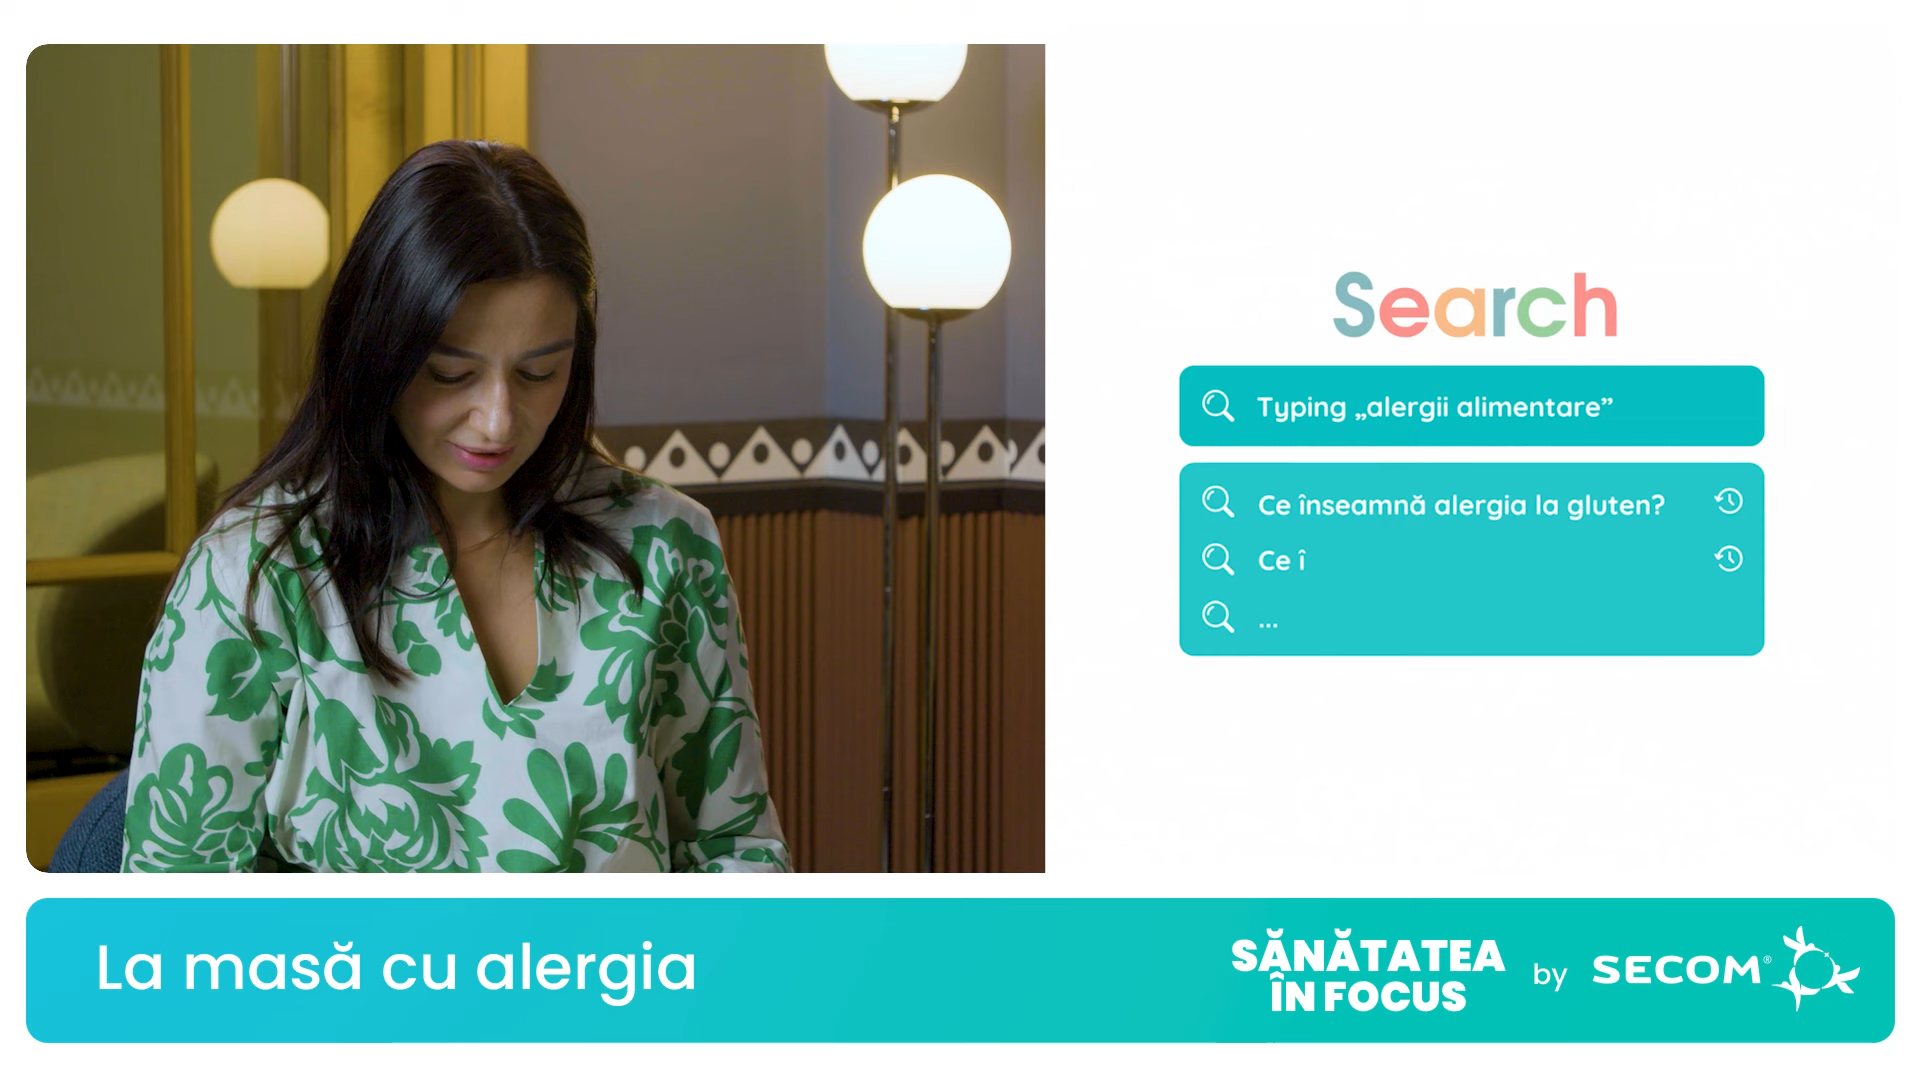 Search
Typing „alergii alimentare”
Ce înseamnă alergia la gluten?
Ce î
...
La masă cu alergia
SĂNĂTATEA
ÎN FOCUS
by
SECOM®